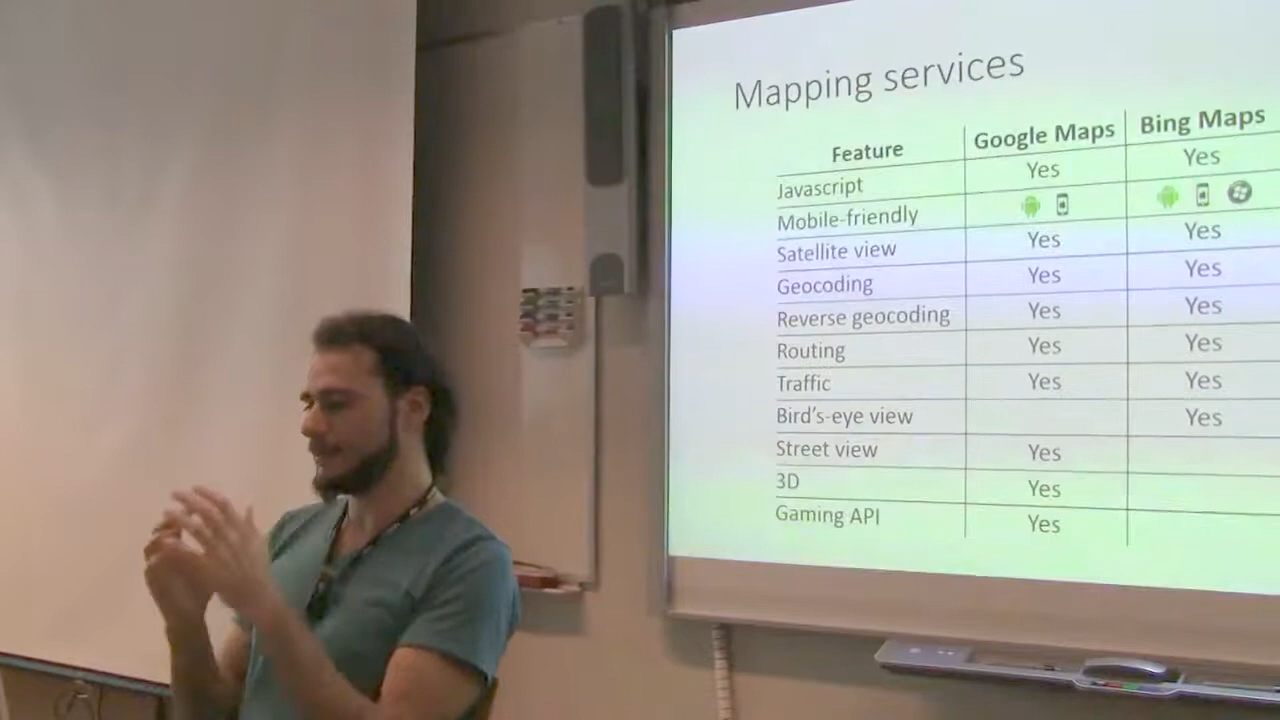 Mapping services
Feature Google Maps Bing Maps
Javascript Yes Yes
Mobile-friendly
Satellite view Yes Yes
Geocoding Yes Yes
Reverse geocoding Yes Yes
Routing Yes Yes
Traffic Yes Yes
Bird's-eye view Yes
Street view Yes
3D Yes
Gaming API Yes